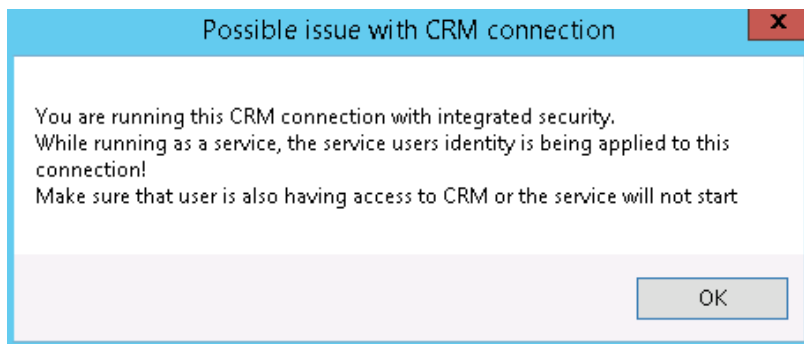 Possible issue with CRM connection
x
You are running this CRM connection with integrated security.
While running as a service, the service users identity is being applied to this
connection!
Make sure that user is also having access to CRM or the service will not start
OK